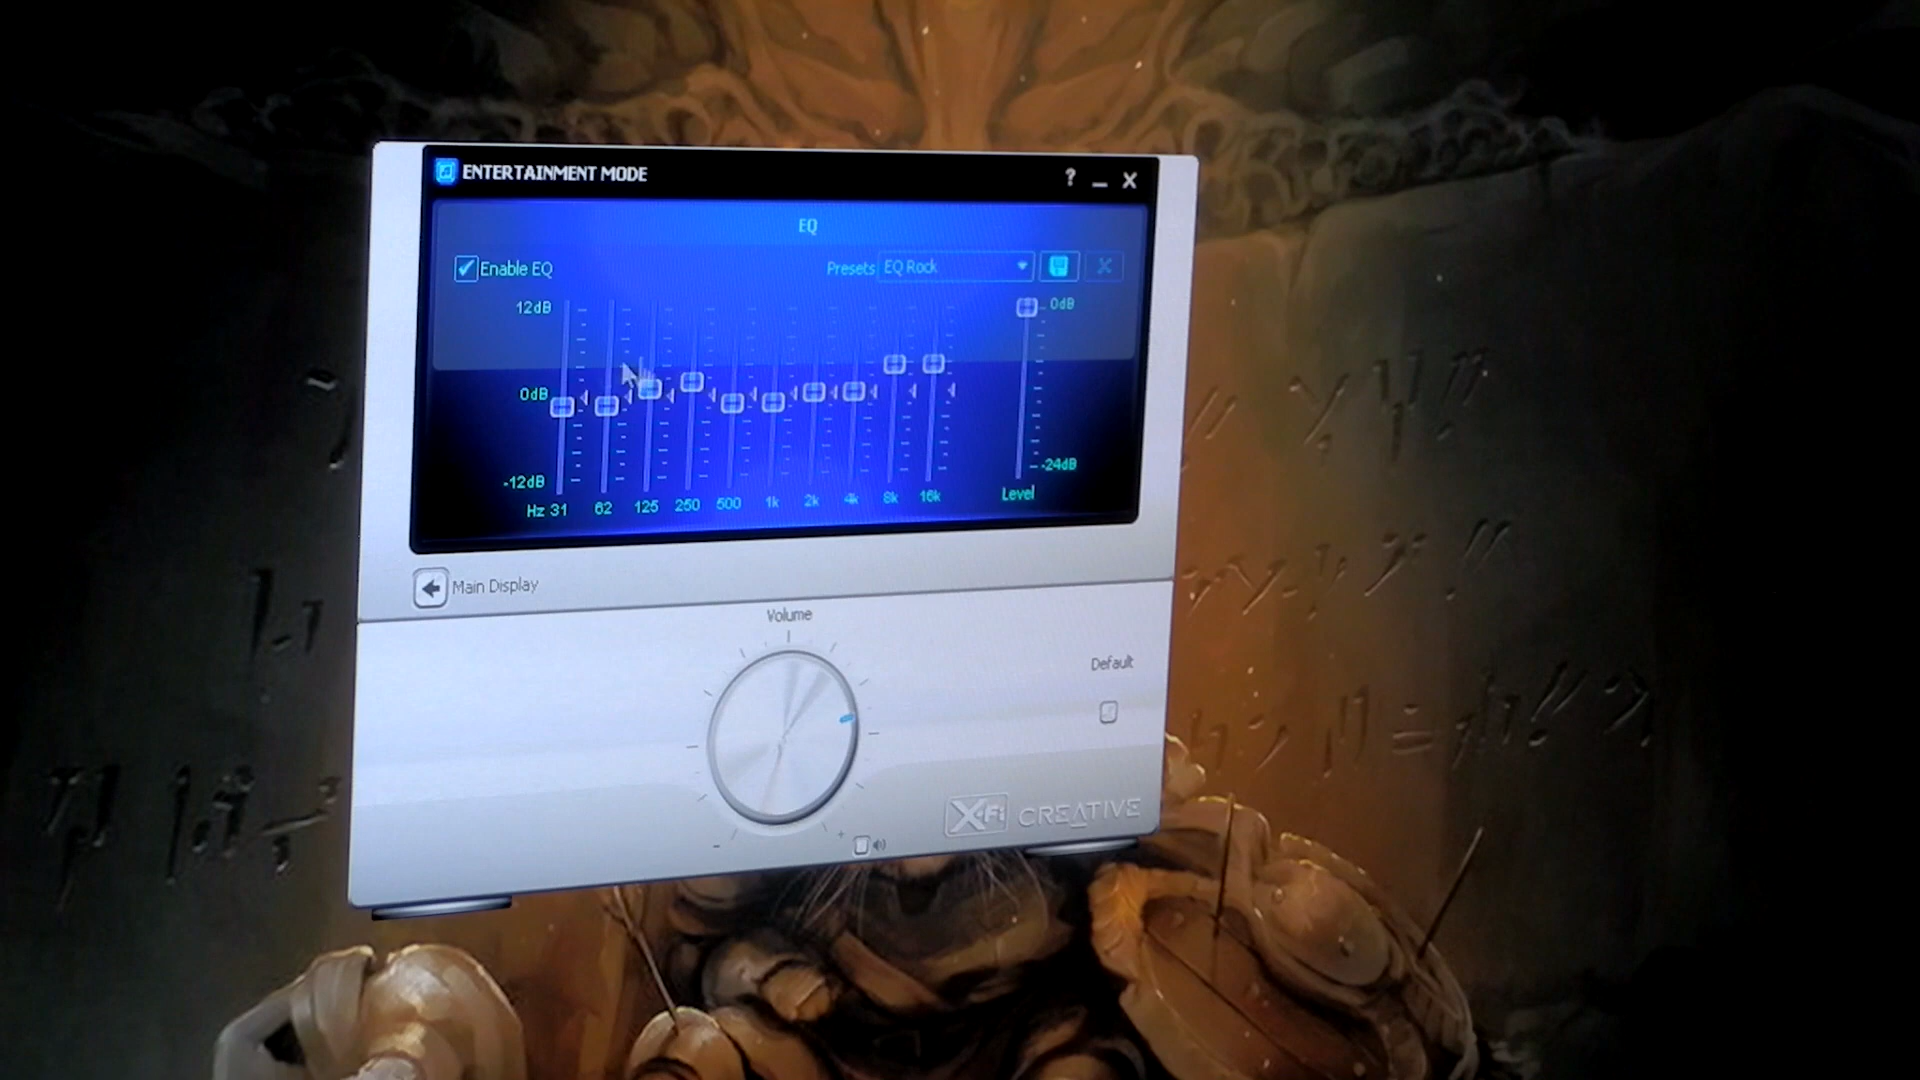 ENTERTAINMENT MODE ? _ X
EQ
Enable EQ Presets EQ Rock
12dB 0dB
0dB
-12dB -24dB
Hz 31 62 125 250 500 1k 2k 4k 8k 16k Level
Main Display
Volume
Default
X-Fi CREATIVE
- +